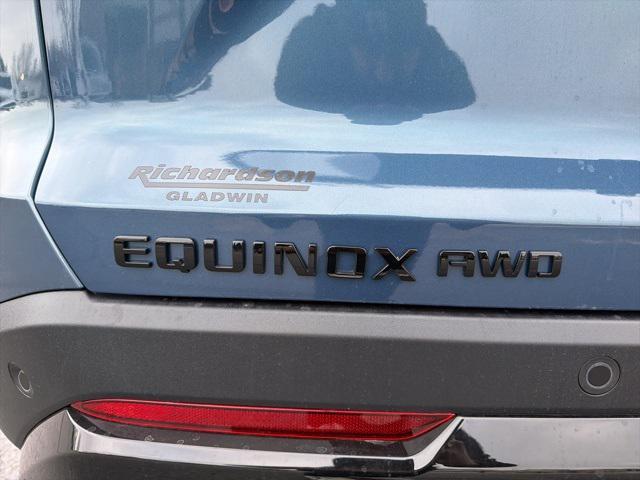 Richardson
GLADWIN
EQUINOX AWD